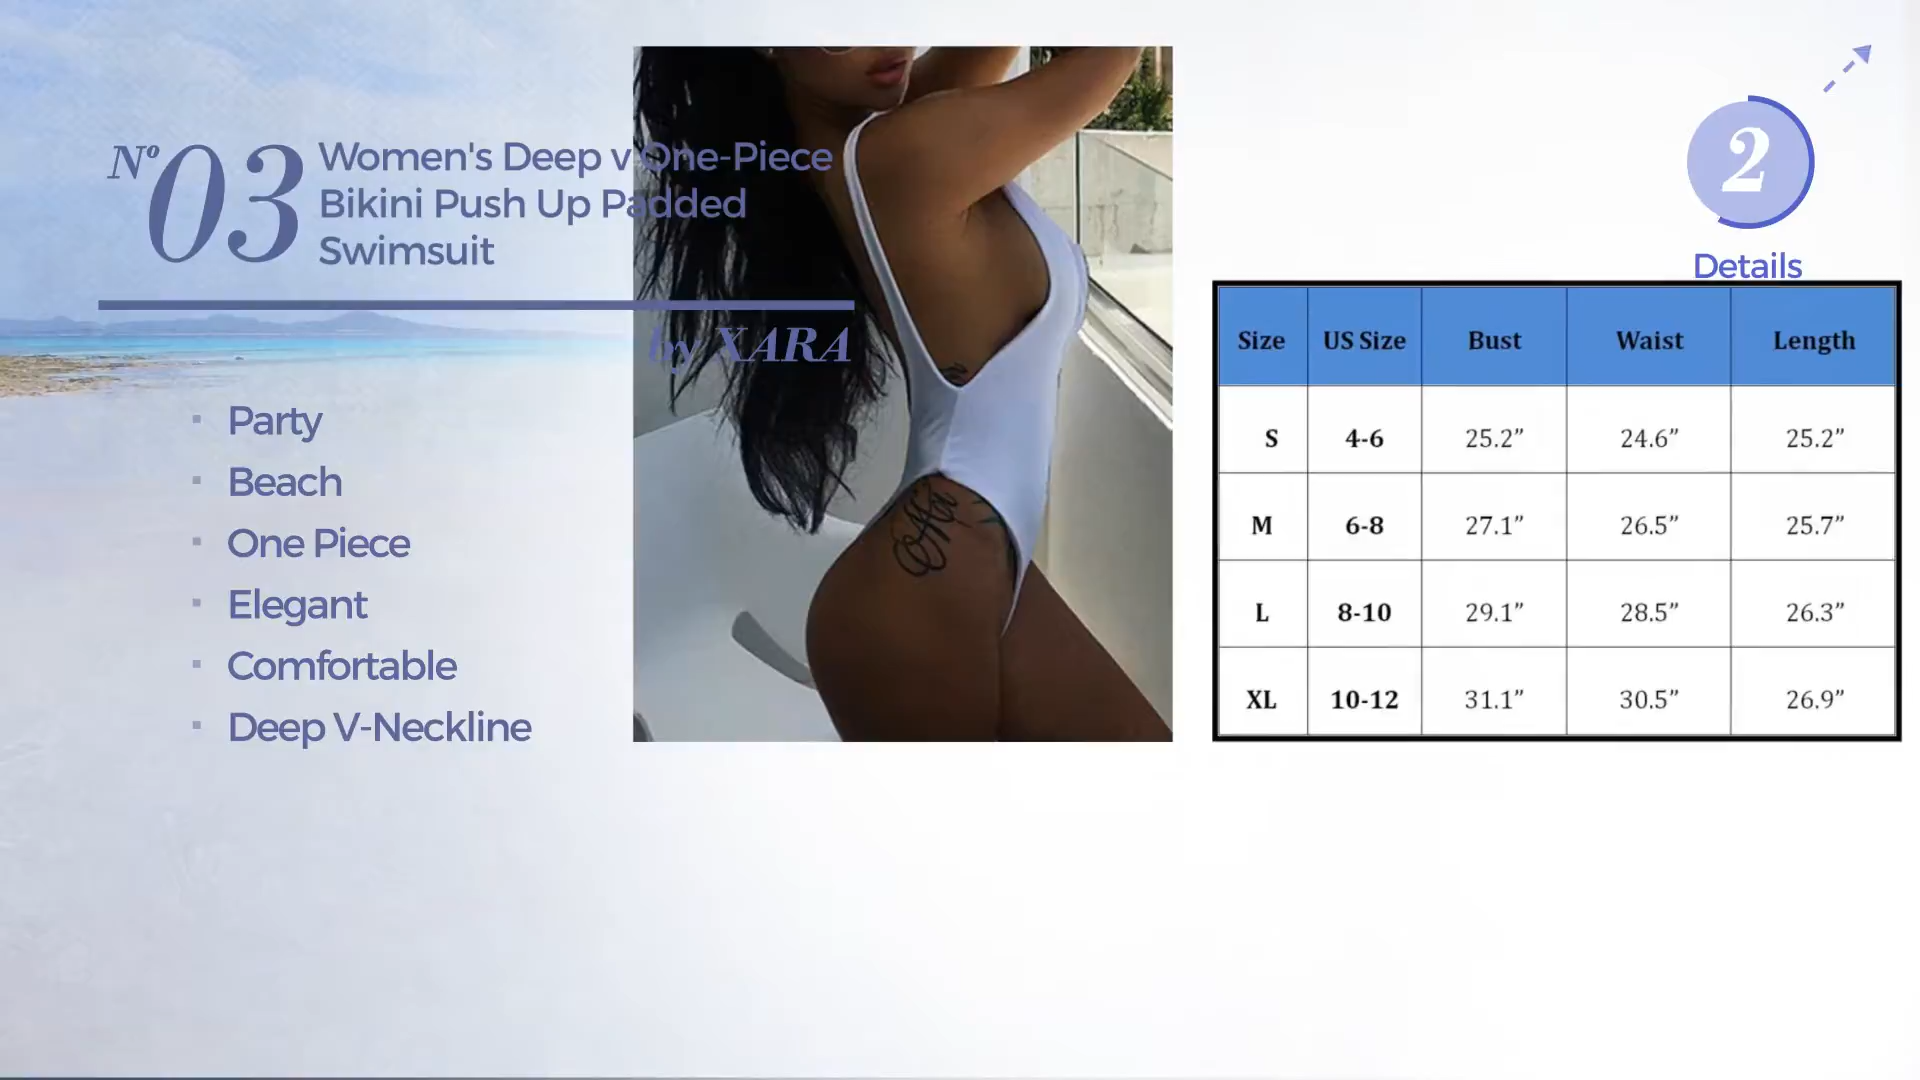 Nº03
Women's Deep v One-Piece
Bikini Push Up Padded
Swimsuit
by XARA
Party
Beach
One Piece
Elegant
Comfortable
Deep V-Neckline
2
Details
Size US Size Bust Waist Length
S 4-6 25.2” 24.6” 25.2”
M 6-8 27.1” 26.5” 25.7”
L 8-10 29.1” 28.5” 26.3”
XL 10-12 31.1” 30.5” 26.9”